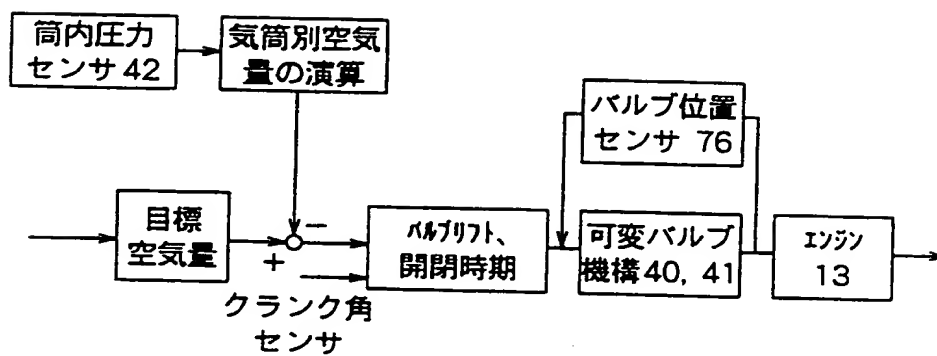 筒内圧力
センサ 42
気筒別空気
量の演算
バルブ位置
センサ 76
目標
空気量
−
+
バルブリフト、
開閉時期
可変バルブ
機構 40, 41
エンジン
13
クランク角
センサ